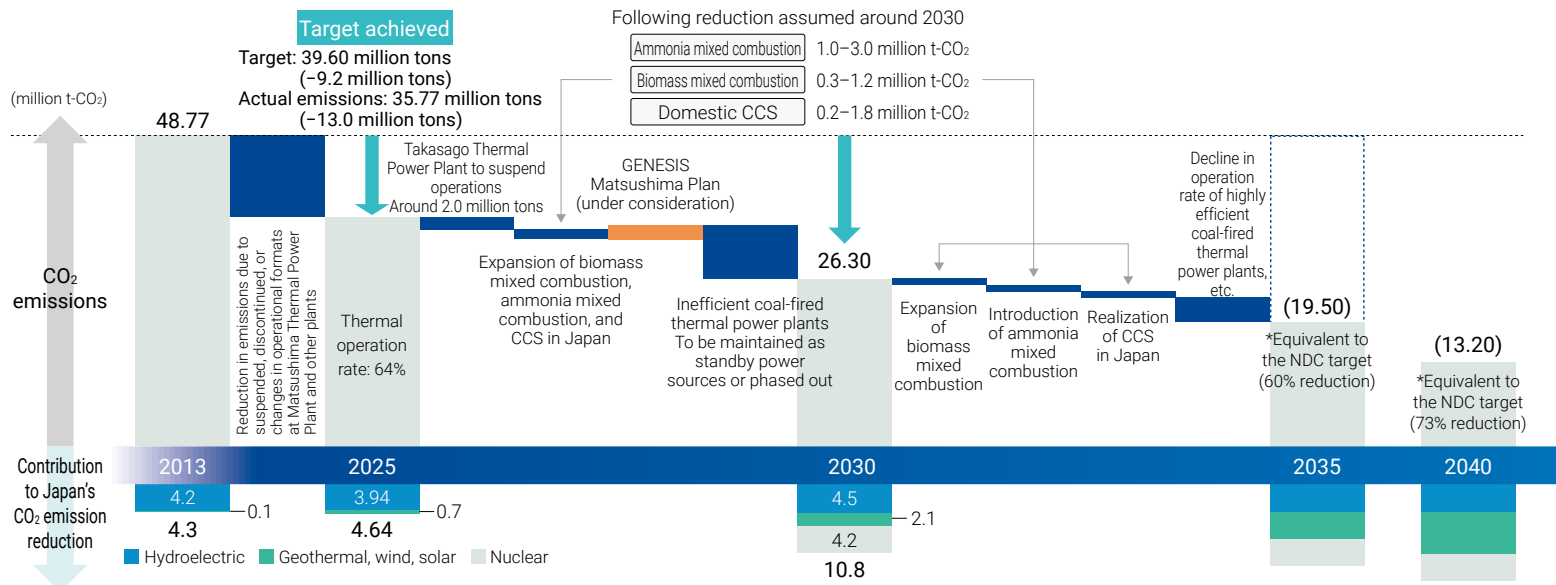 Target achieved
Target: 39.60 million tons
(−9.2 million tons)
Actual emissions: 35.77 million tons
(−13.0 million tons)
Following reduction assumed around 2030
Ammonia mixed combustion 1.0–3.0 million t-CO₂
Biomass mixed combustion 0.3–1.2 million t-CO₂
Domestic CCS 0.2–1.8 million t-CO₂
(million t-CO₂)
CO₂
emissions
48.77
Reduction in emissions due to
suspended, discontinued, or
changes in operational formats
at Matsushima Thermal Power
Plant and other plants
Thermal
operation
rate: 64%
Takasago Thermal
Power Plant to suspend
operations
Around 2.0 million tons
Expansion of biomass
mixed combustion,
ammonia mixed
combustion, and
CCS in Japan
GENESIS
Matsushima Plan
(under consideration)
Inefficient coal-fired
thermal power plants
To be maintained as
standby power
sources or phased out
26.30
Expansion
of
biomass
mixed
combustion
Introduction
of ammonia
mixed
combustion
Realization
of CCS
in Japan
Decline in
operation
rate of highly
efficient
coal-fired
thermal
power plants,
etc.
(19.50)
*Equivalent to
the NDC target
(60% reduction)
(13.20)
*Equivalent to
the NDC target
(73% reduction)
2013
2025
2030
2035
2040
Contribution
to Japan's
CO₂ emission
reduction
4.2
0.1
4.3
3.94
0.7
4.64
4.5
2.1
4.2
10.8
Hydroelectric
Geothermal, wind, solar
Nuclear